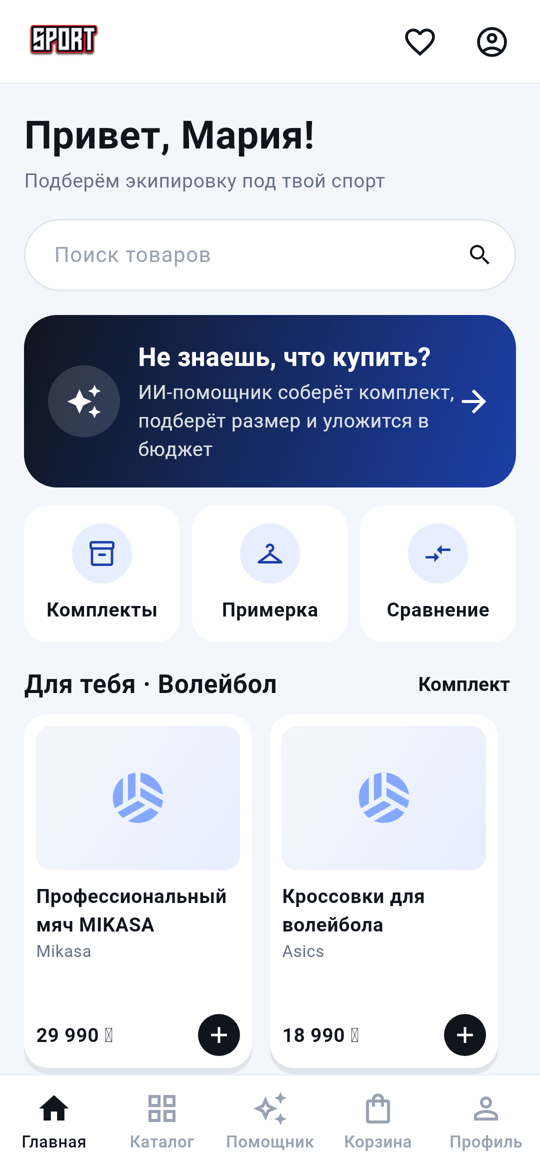 SPORT
Привет, Мария!
Подберём экипировку под твой спорт
Поиск товаров
Не знаешь, что купить?
ИИ-помощник соберёт комплект,
подберёт размер и уложится в
бюджет
Комплекты
Примерка
Сравнение
Для тебя · Волейбол
Комплект
Профессиональный
мяч MIKASA
Mikasa
29 990
Кроссовки для
волейбола
Asics
18 990
Главная
Каталог
Помощник
Корзина
Профиль